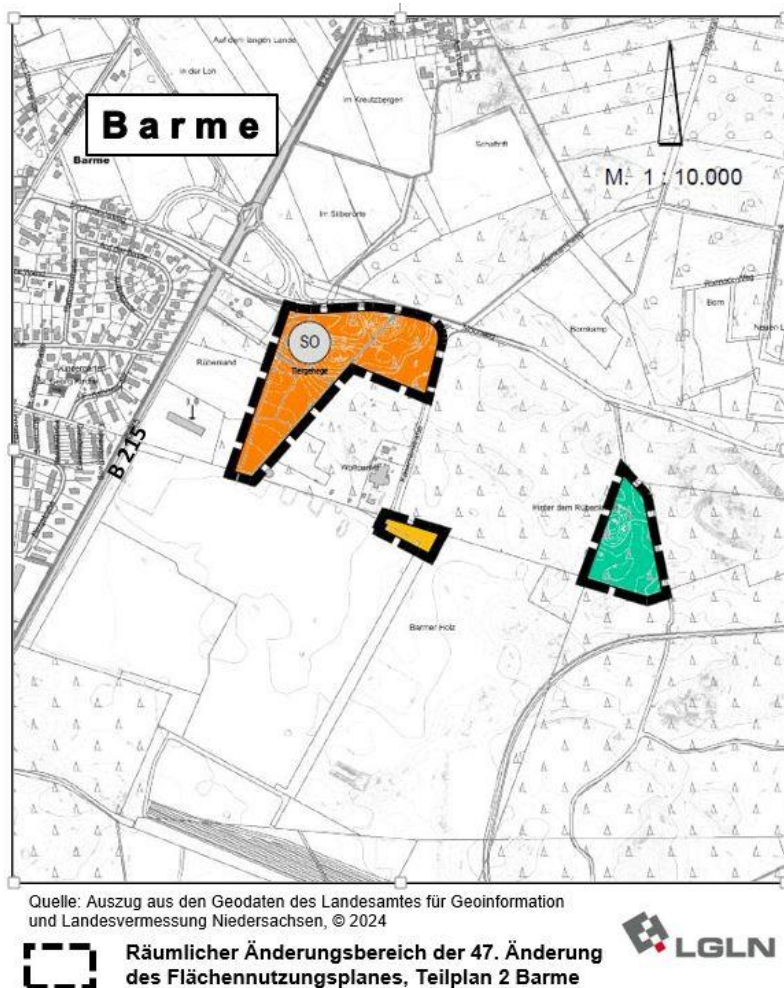 Auf dem langen Lande
In der Loh
Im Kreutzbergen
Barme
Barme
Schaftrift
M. 1 : 10.000
Im Silberorte
SO
Tiergehege
Bornkamp
Born
B 215
Barmer Holz
Quelle: Auszug aus den Geodaten des Landesamtes für Geoinformation
und Landesvermessung Niedersachsen, © 2024
LGLN
Räumlicher Änderungsbereich der 47. Änderung
des Flächennutzungsplanes, Teilplan 2 Barme